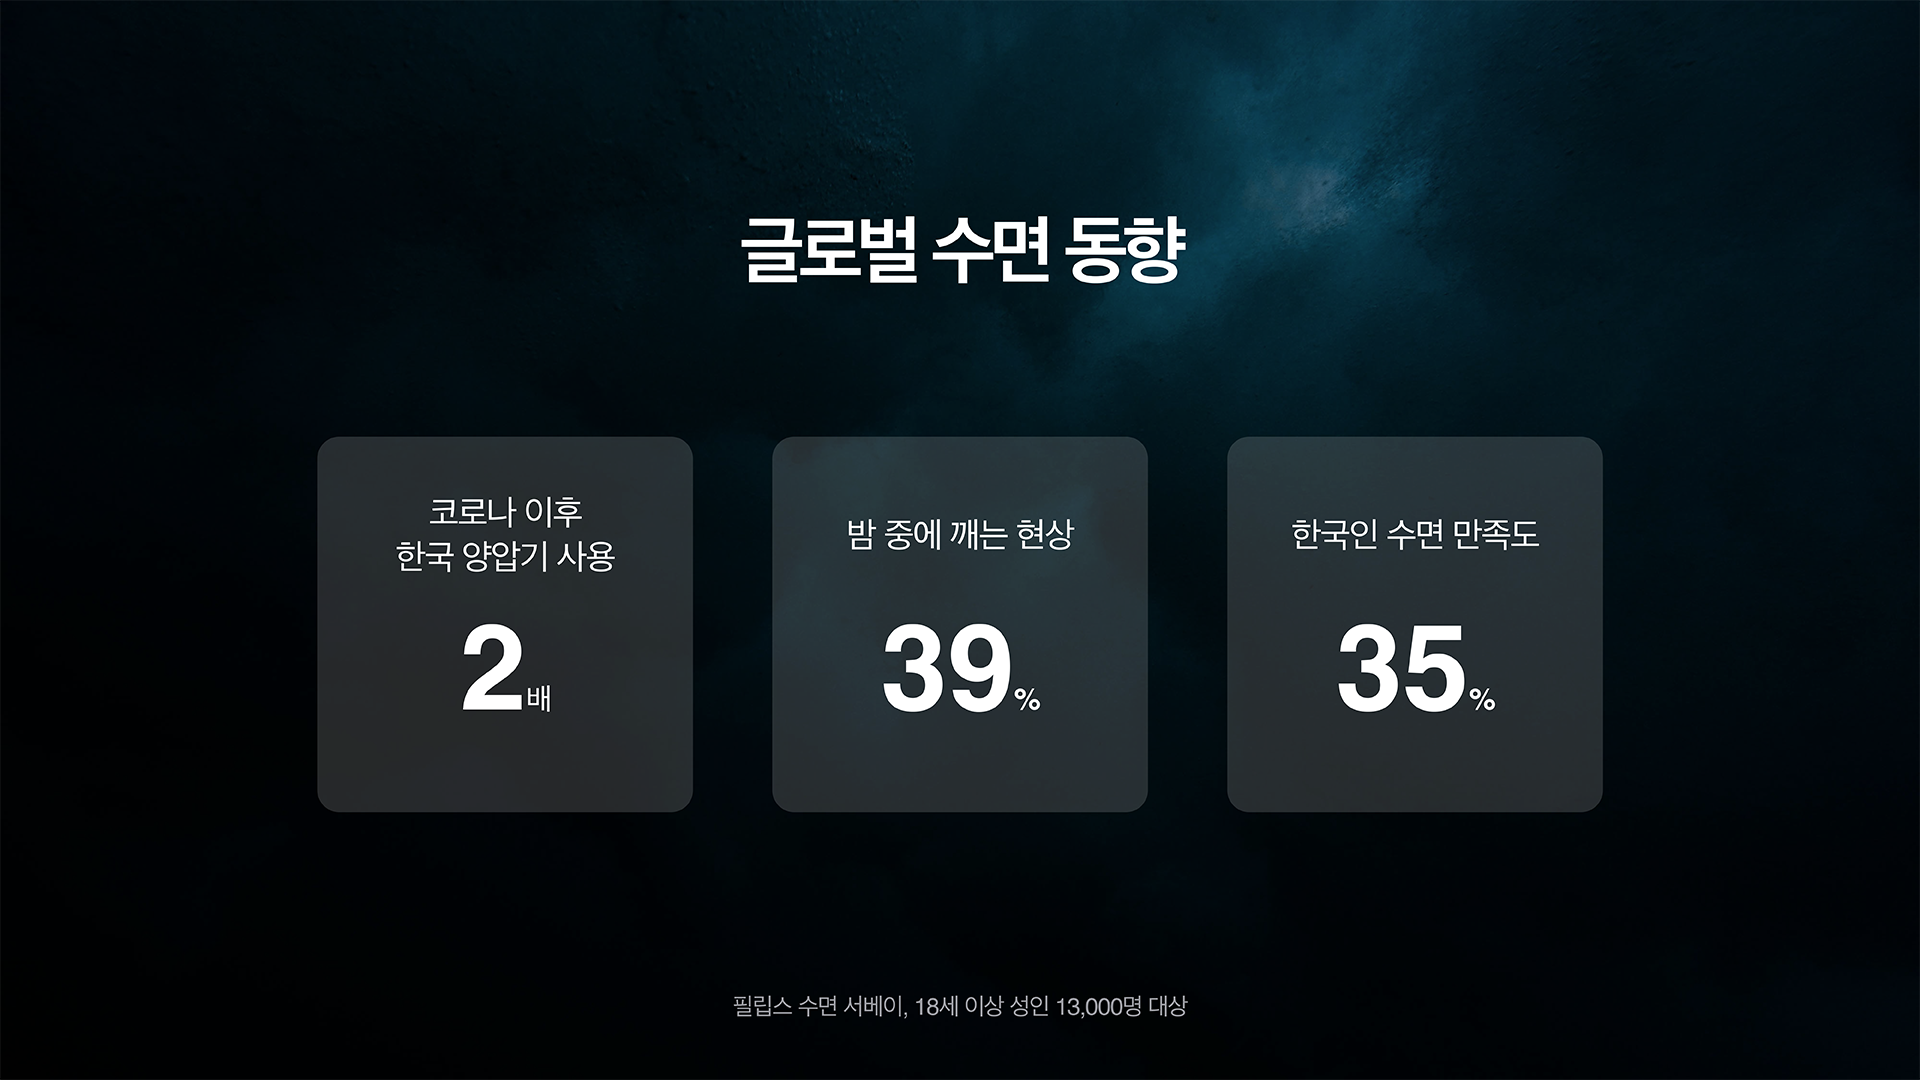 글로벌 수면 동향
코로나 이후
한국 양압기 사용
2배
밤 중에 깨는 현상
39%
한국인 수면 만족도
35%
필립스 수면 서베이, 18세 이상 성인 13,000명 대상